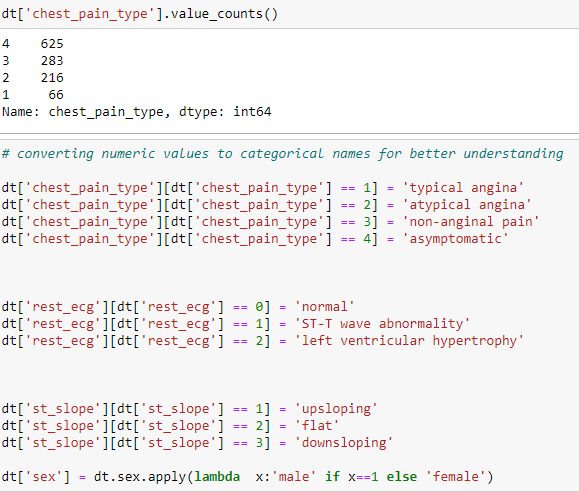 dt['chest_pain_type'].value_counts()
4    625
3    283
2    216
1     66
Name: chest_pain_type, dtype: int64
# converting numeric values to categorical names for better understanding
dt['chest_pain_type'][dt['chest_pain_type'] == 1] = 'typical angina'
dt['chest_pain_type'][dt['chest_pain_type'] == 2] = 'atypical angina'
dt['chest_pain_type'][dt['chest_pain_type'] == 3] = 'non-anginal pain'
dt['chest_pain_type'][dt['chest_pain_type'] == 4] = 'asymptomatic'
dt['rest_ecg'][dt['rest_ecg'] == 0] = 'normal'
dt['rest_ecg'][dt['rest_ecg'] == 1] = 'ST-T wave abnormality'
dt['rest_ecg'][dt['rest_ecg'] == 2] = 'left ventricular hypertrophy'
dt['st_slope'][dt['st_slope'] == 1] = 'upsloping'
dt['st_slope'][dt['st_slope'] == 2] = 'flat'
dt['st_slope'][dt['st_slope'] == 3] = 'downsloping'
dt['sex'] = dt.sex.apply(lambda  x:'male' if x==1 else 'female')